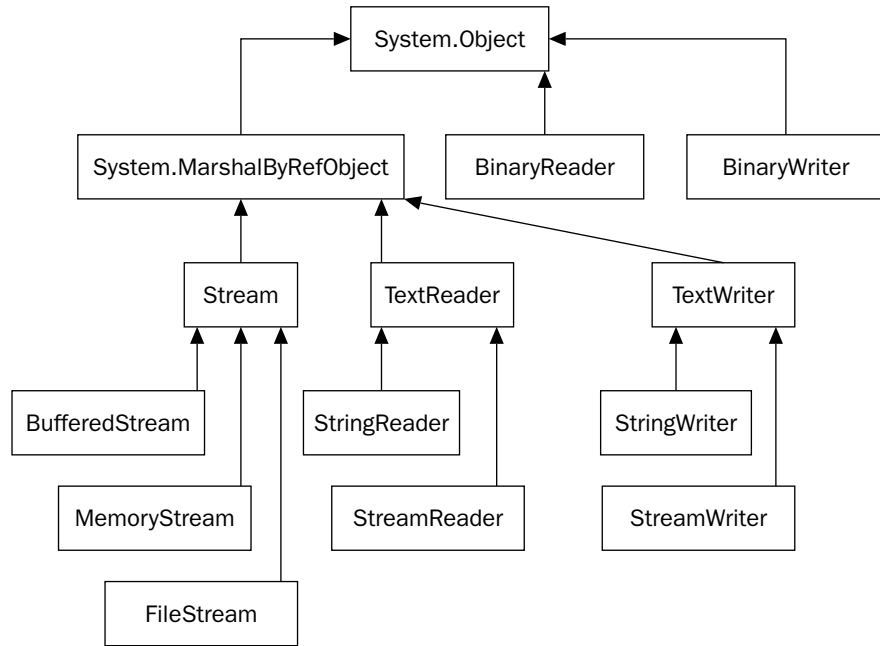 System.Object
System.MarshalByRefObject
BinaryReader
BinaryWriter
Stream
TextReader
TextWriter
BufferedStream
StringReader
StringWriter
MemoryStream
StreamReader
StreamWriter
FileStream